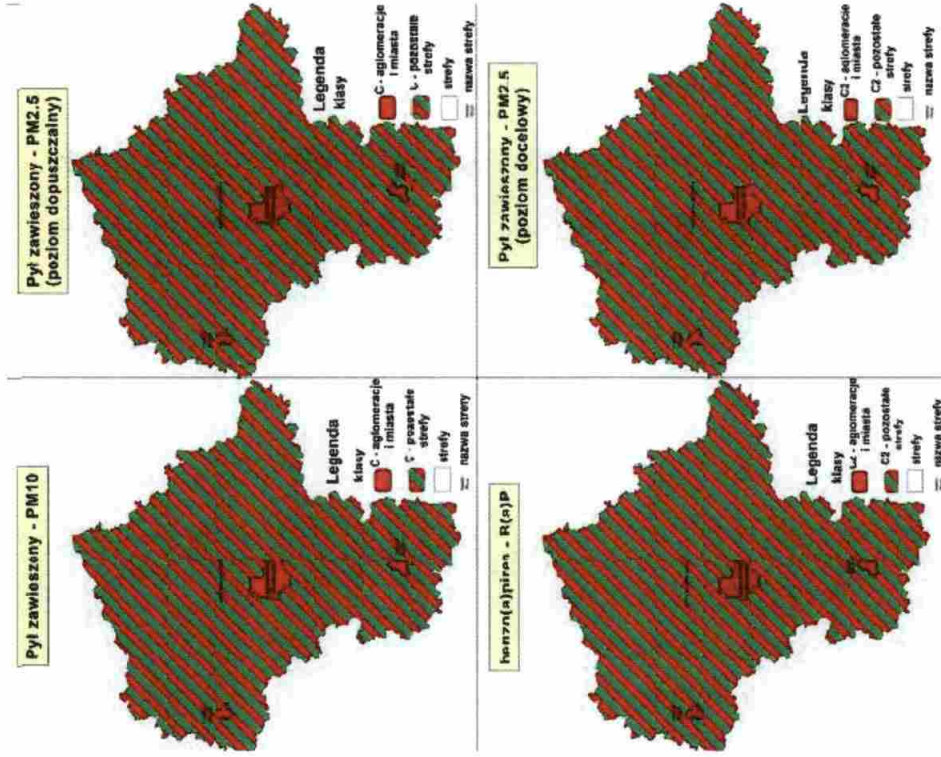 Pył zawieszony - PM10
Legenda
klasy
C - aglomeracje
i miasta
C - pozostałe
strefy
strefy
nazwa strefy
Pył zawieszony - PM2.5
(poziom dopuszczalny)
Legenda
klasy
C - aglomeracje
i miasta
C - pozostałe
strefy
strefy
nazwa strefy
Legenda
klasy
C2 - aglomeracje
i miasta
C2 - pozostałe
strefy
strefy
nazwa strefy
Pył zawieszony - PM2.5
(poziom docelowy)
Legenda
klasy
C2 - aglomeracje
i miasta
C2 - pozostałe
strefy
strefy
nazwa strefy